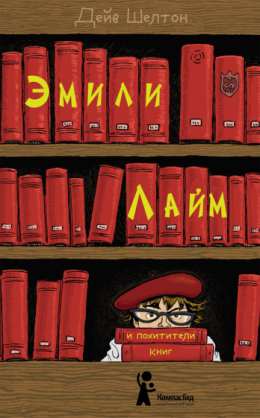 Дейв Шелтон
Эмили
Лайм
и похитители
книг
КомпасГид